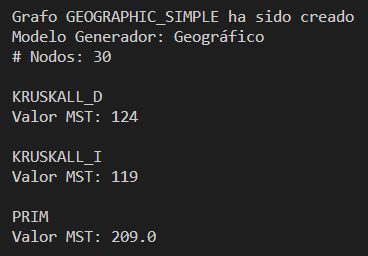 Grafo GEOGRAPHIC_SIMPLE ha sido creado
Modelo Generador: Geográfico
# Nodos: 30
KRUSKALL_D
Valor MST: 124
KRUSKALL_I
Valor MST: 119
PRIM
Valor MST: 209.0